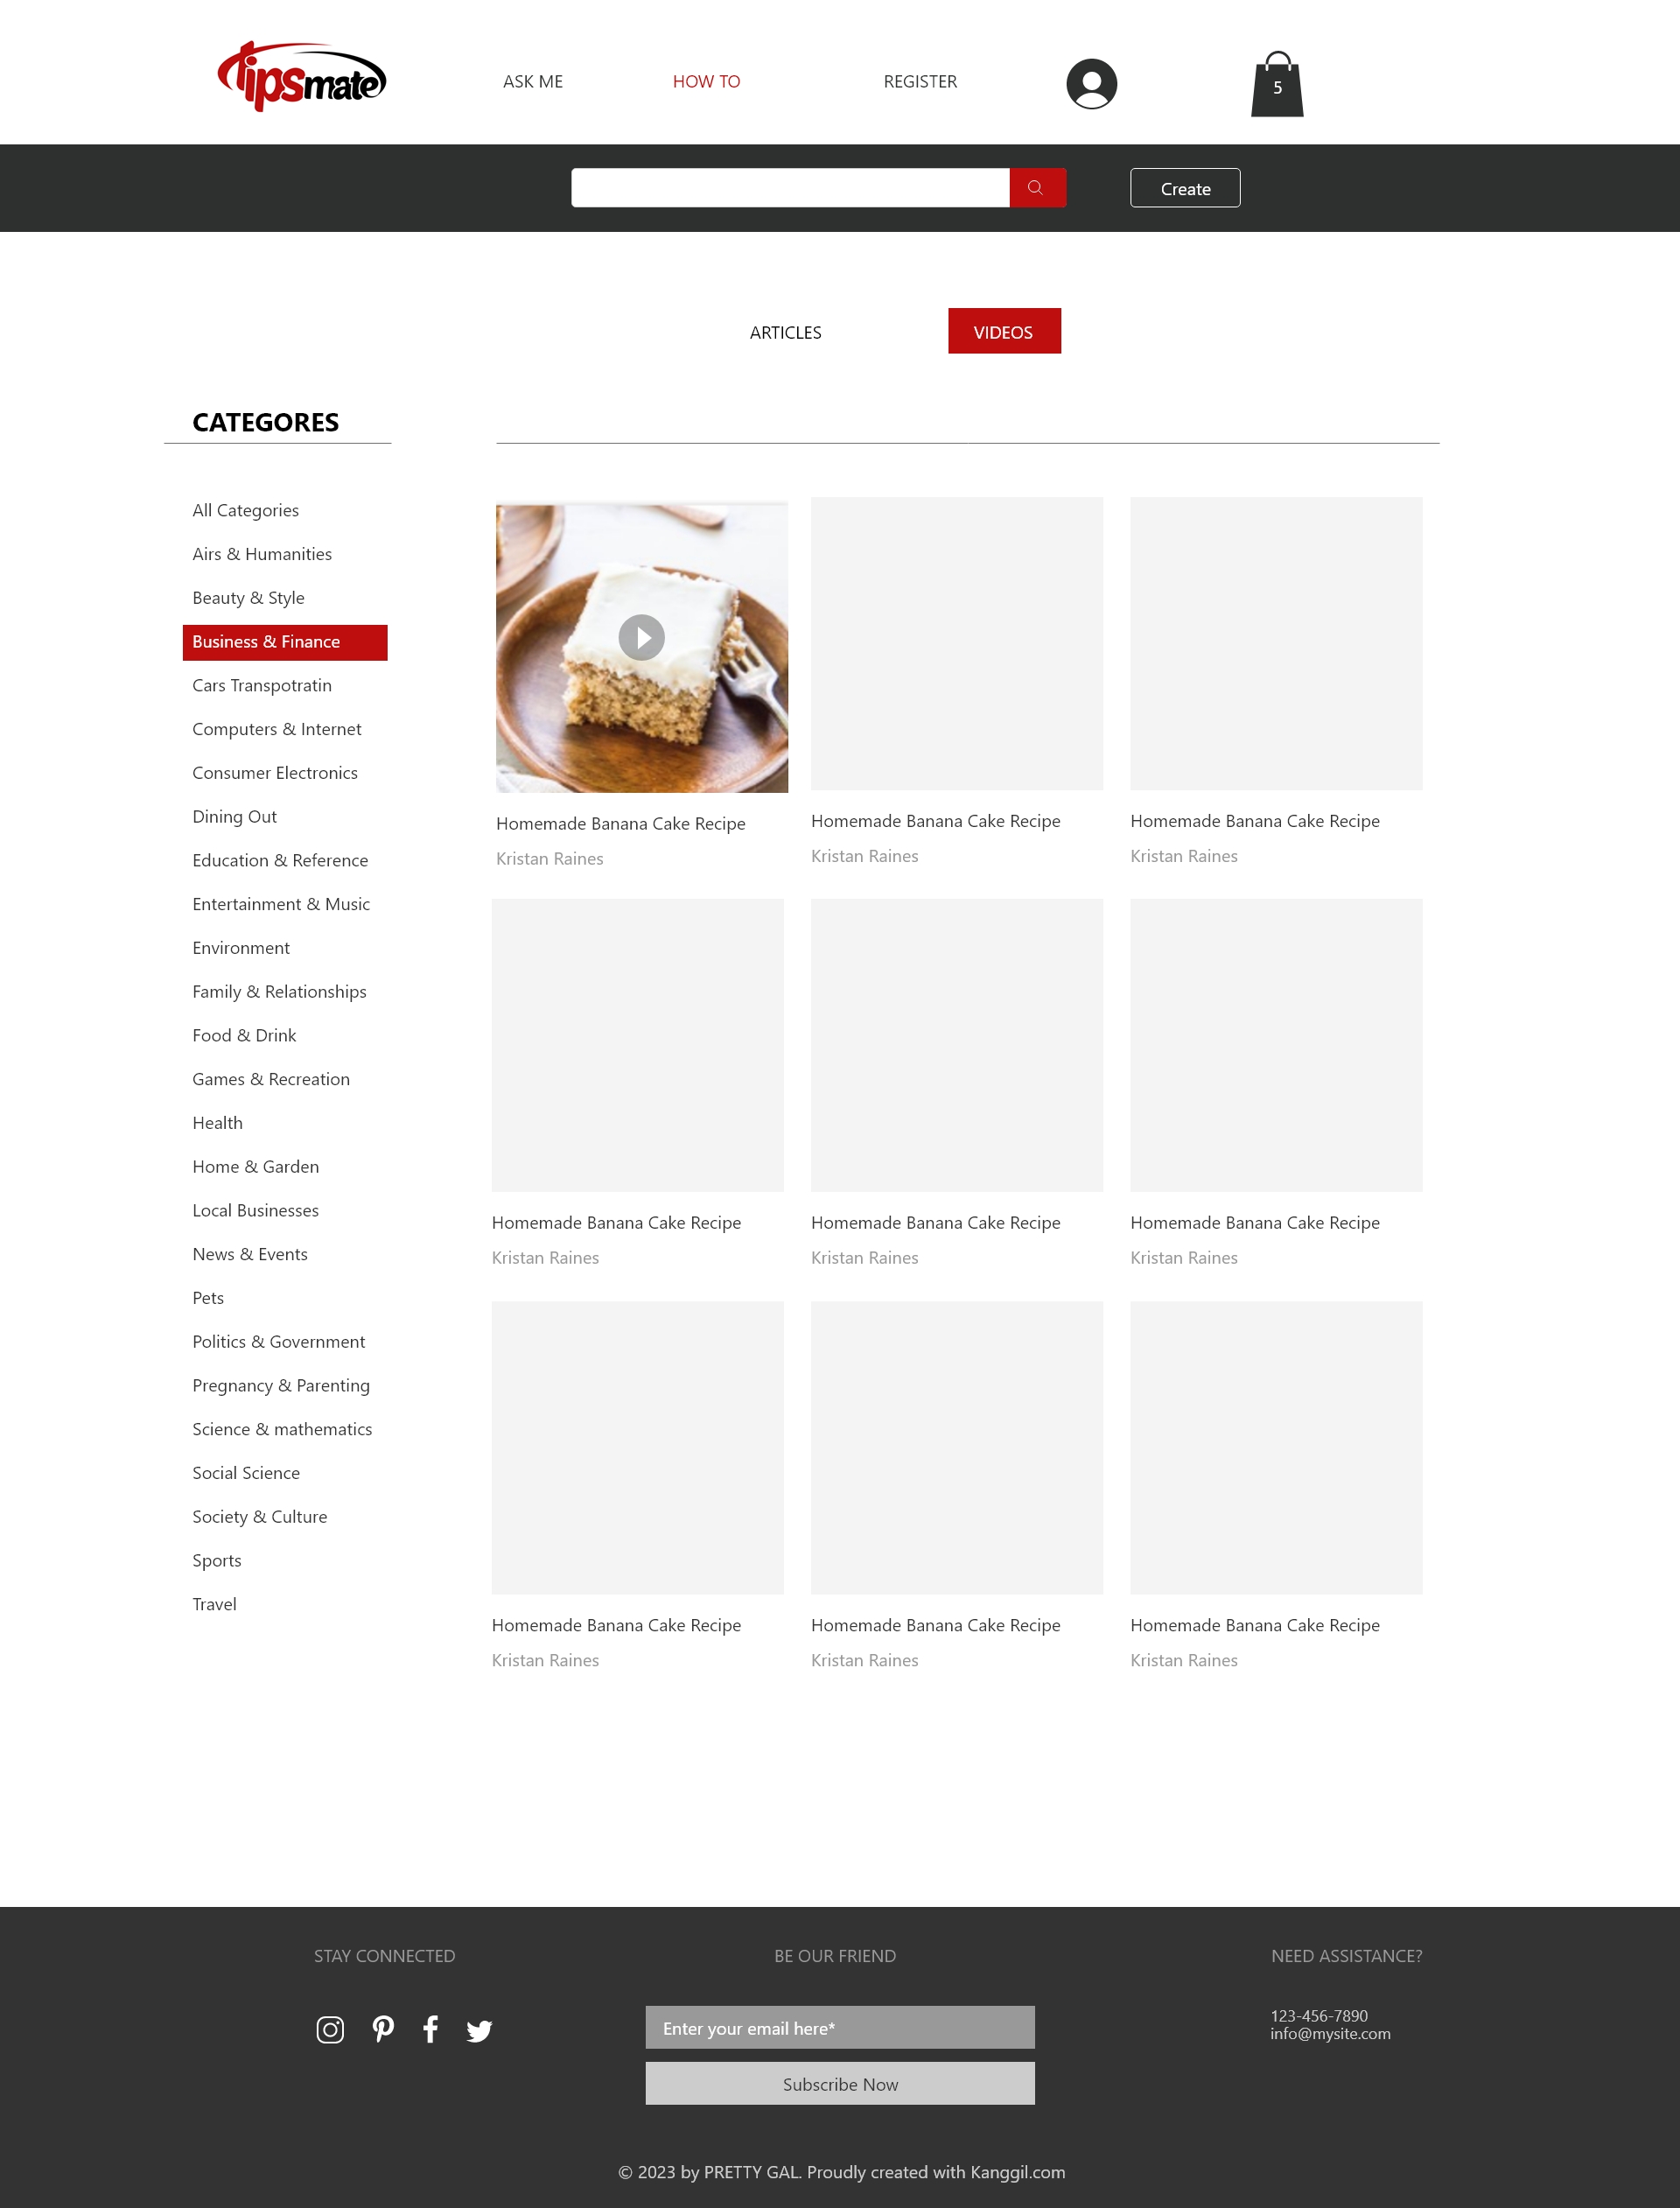 tipsmate
ASK ME
HOW TO
REGISTER
5
Create
ARTICLES
VIDEOS
CATEGORES
All Categories
Airs & Humanities
Beauty & Style
Business & Finance
Cars Transpotratin
Computers & Internet
Consumer Electronics
Dining Out
Education & Reference
Entertainment & Music
Environment
Family & Relationships
Food & Drink
Games & Recreation
Health
Home & Garden
Local Businesses
News & Events
Pets
Politics & Government
Pregnancy & Parenting
Science & mathematics
Social Science
Society & Culture
Sports
Travel
Homemade Banana Cake Recipe
Kristan Raines
Homemade Banana Cake Recipe
Kristan Raines
Homemade Banana Cake Recipe
Kristan Raines
Homemade Banana Cake Recipe
Kristan Raines
Homemade Banana Cake Recipe
Kristan Raines
Homemade Banana Cake Recipe
Kristan Raines
Homemade Banana Cake Recipe
Kristan Raines
Homemade Banana Cake Recipe
Kristan Raines
Homemade Banana Cake Recipe
Kristan Raines
STAY CONNECTED
BE OUR FRIEND
Enter your email here*
Subscribe Now
NEED ASSISTANCE?
123-456-7890
info@mysite.com
© 2023 by PRETTY GAL. Proudly created with Kanggil.com